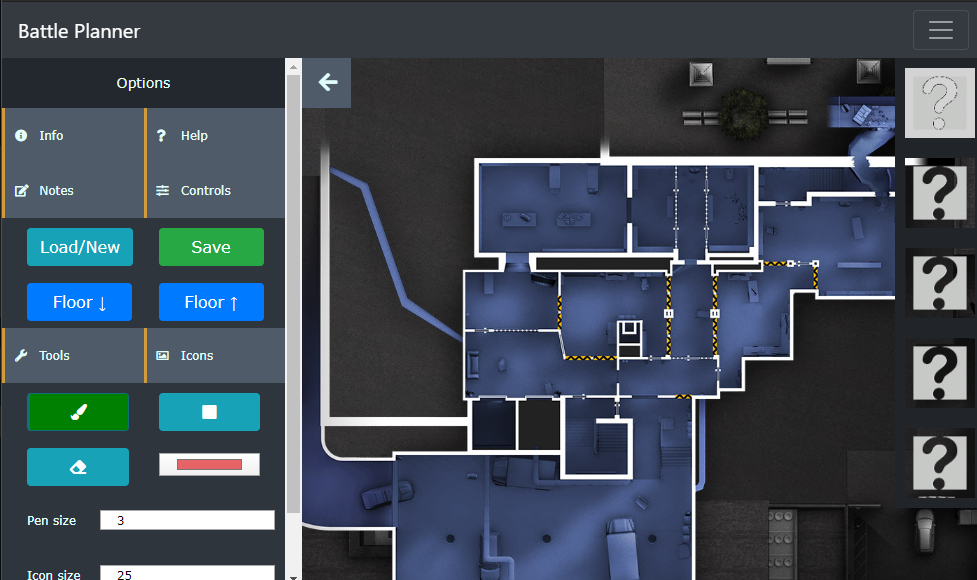 Battle Planner
Options
Info
Help
Notes
Controls
Load/New
Save
Floor ↓
Floor ↑
Tools
Icons
Pen size
3
Icon size
25
?
?
?
?
?